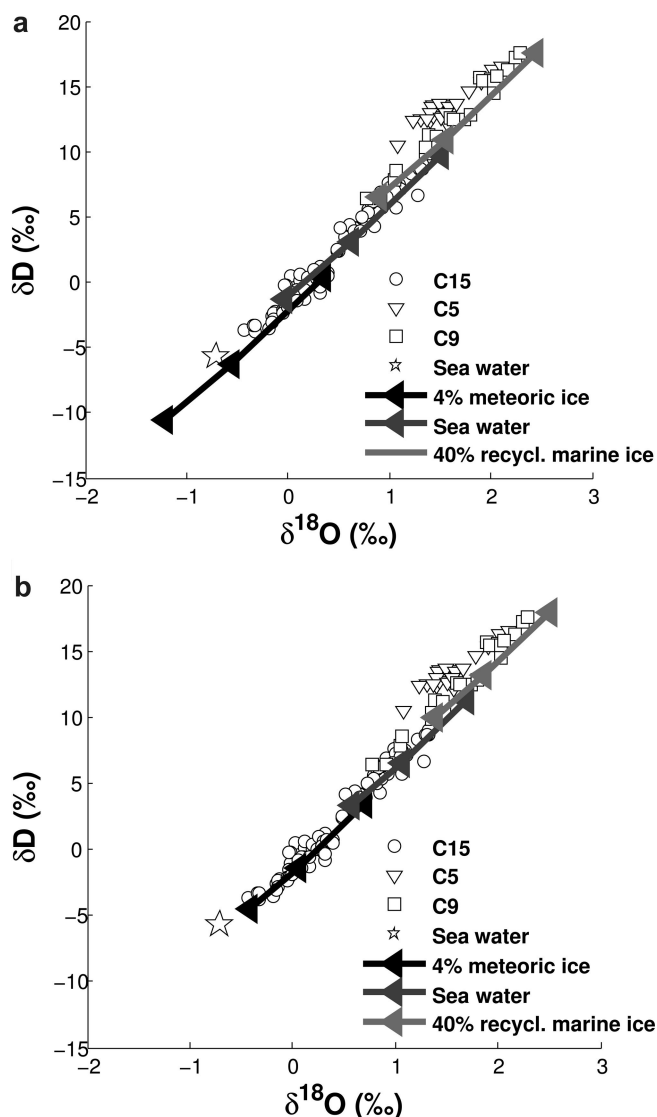 a
20
15
10
5
0
−5
−10
−15
δD (‰)
C15
C5
C9
Sea water
4% meteoric ice
Sea water
40% recycl. marine ice
−2 −1 0 1 2 3
δ18O (‰)
b
20
15
10
5
0
−5
−10
−15
δD (‰)
C15
C5
C9
Sea water
4% meteoric ice
Sea water
40% recycl. marine ice
−2 −1 0 1 2 3
δ18O (‰)